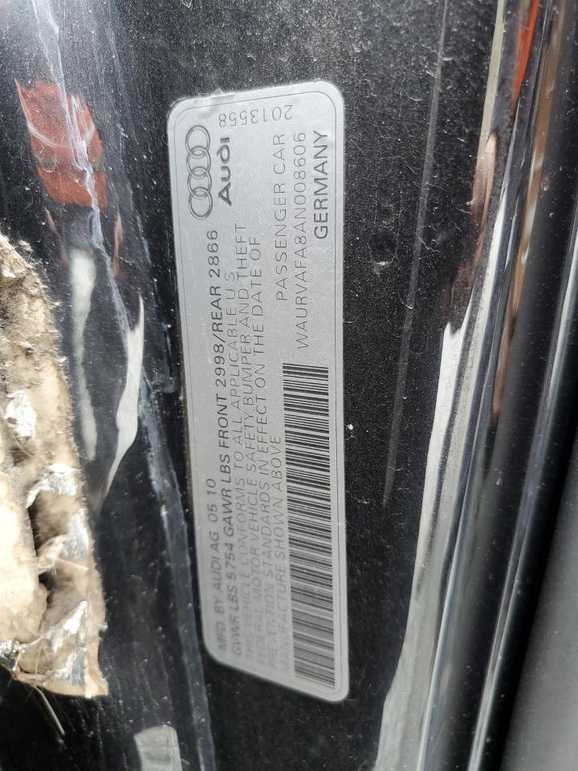 2013558
Audi
MFD BY AUDI AG 05 10
GVWR LBS 5754 GAWR LBS FRONT 2998/REAR 2866
THIS VEHICLE CONFORMS TO ALL APPLICABLE U S
FEDERAL MOTOR VEHICLE SAFETY BUMPER AND THEFT
PREVENTION STANDARDS IN EFFECT ON THE DATE OF
MANUFACTURE SHOWN ABOVE
PASSENGER CAR
WAURVAFA8AN008606
GERMANY